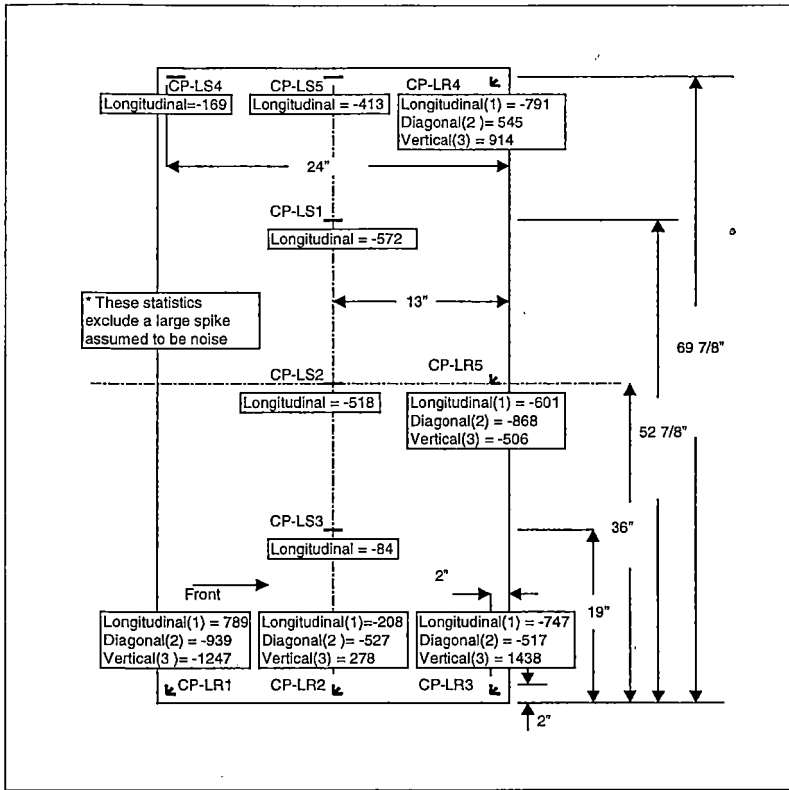 CP-LS4
CP-LS5
CP-LR4
Longitudinal=-169
Longitudinal = -413
Longitudinal(1) = -791
Diagonal(2 )= 545
Vertical(3) = 914
24"
CP-LS1
Longitudinal = -572
* These statistics
exclude a large spike
assumed to be noise
13"
69 7/8"
CP-LS2
CP-LR5
Longitudinal = -518
Longitudinal(1) = -601
Diagonal(2) = -868
Vertical(3) = -506
52 7/8"
CP-LS3
36"
Longitudinal = -84
2"
Front
19"
Longitudinal(1) = 789
Diagonal(2) = -939
Vertical(3 )= -1247
Longitudinal(1)=-208
Diagonal(2) = -527
Vertical(3) = 278
Longitudinal(1) = -747
Diagonal(2) = -517
Vertical(3) = 1438
CP-LR1
CP-LR2
CP-LR3
2"